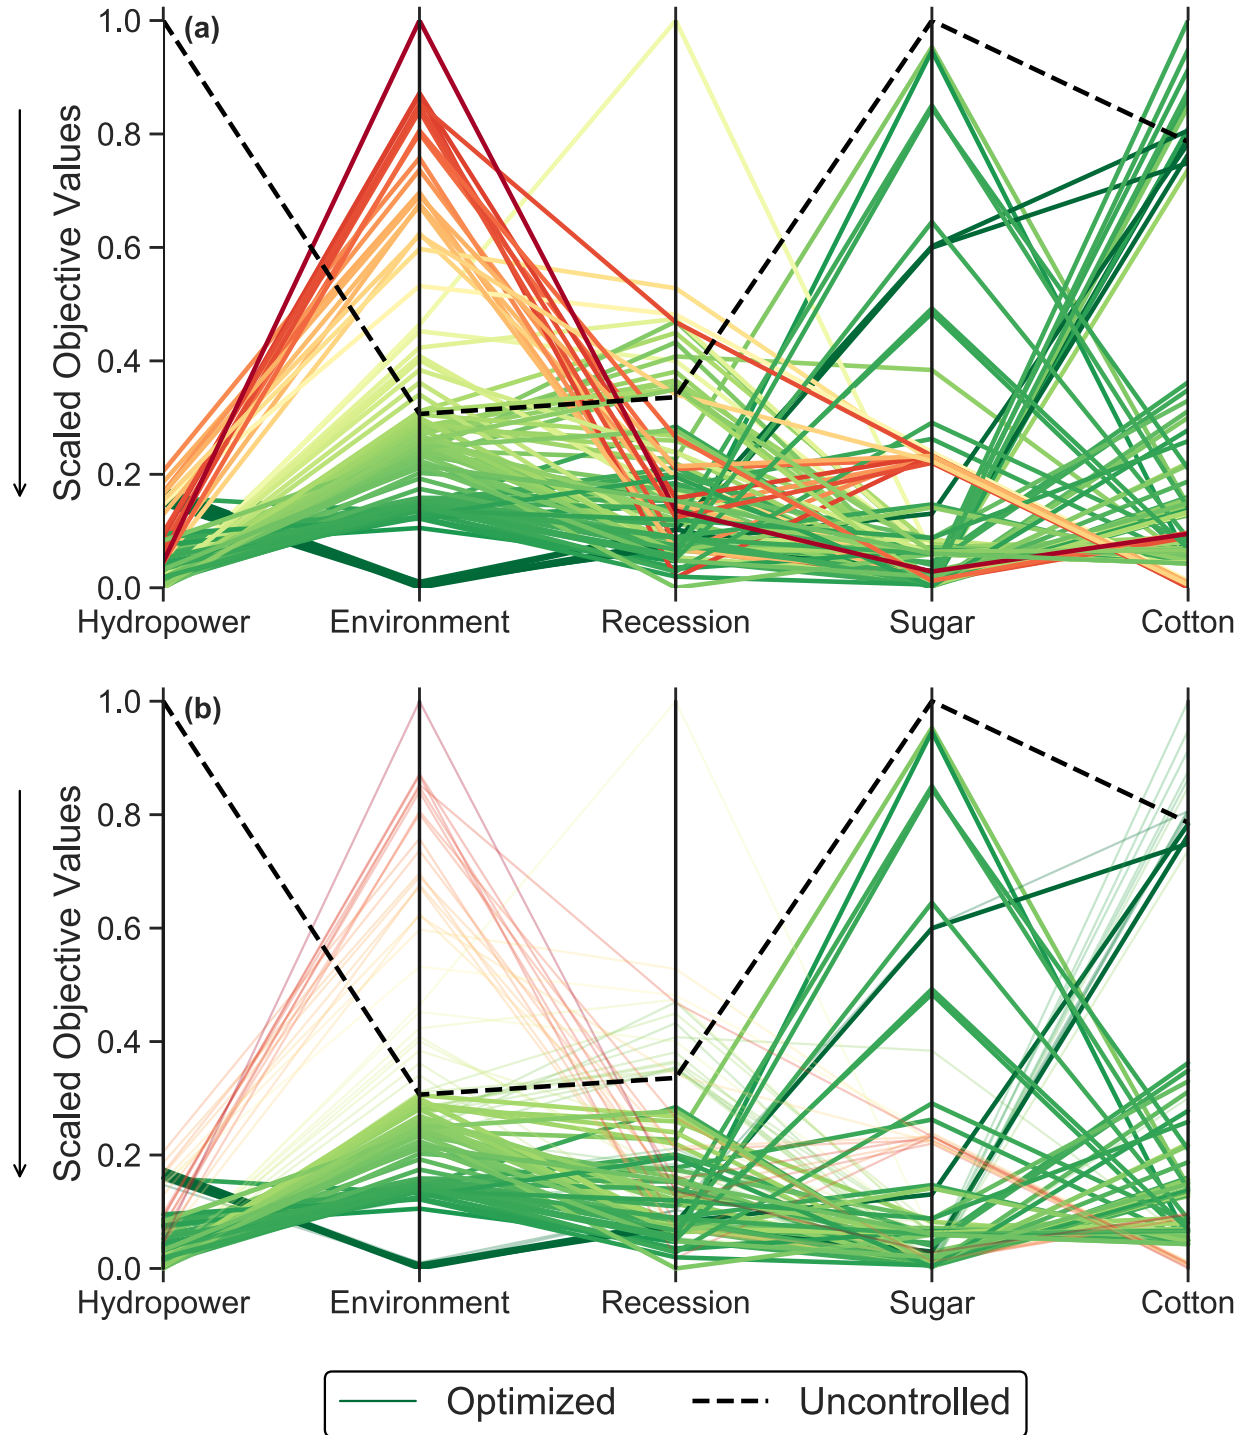 (a)
1.0
0.8
0.6
0.4
0.2
0.0
Scaled Objective Values
Hydropower Environment Recession Sugar Cotton
(b)
1.0
0.8
0.6
0.4
0.2
0.0
Scaled Objective Values
Hydropower Environment Recession Sugar Cotton
Optimized Uncontrolled